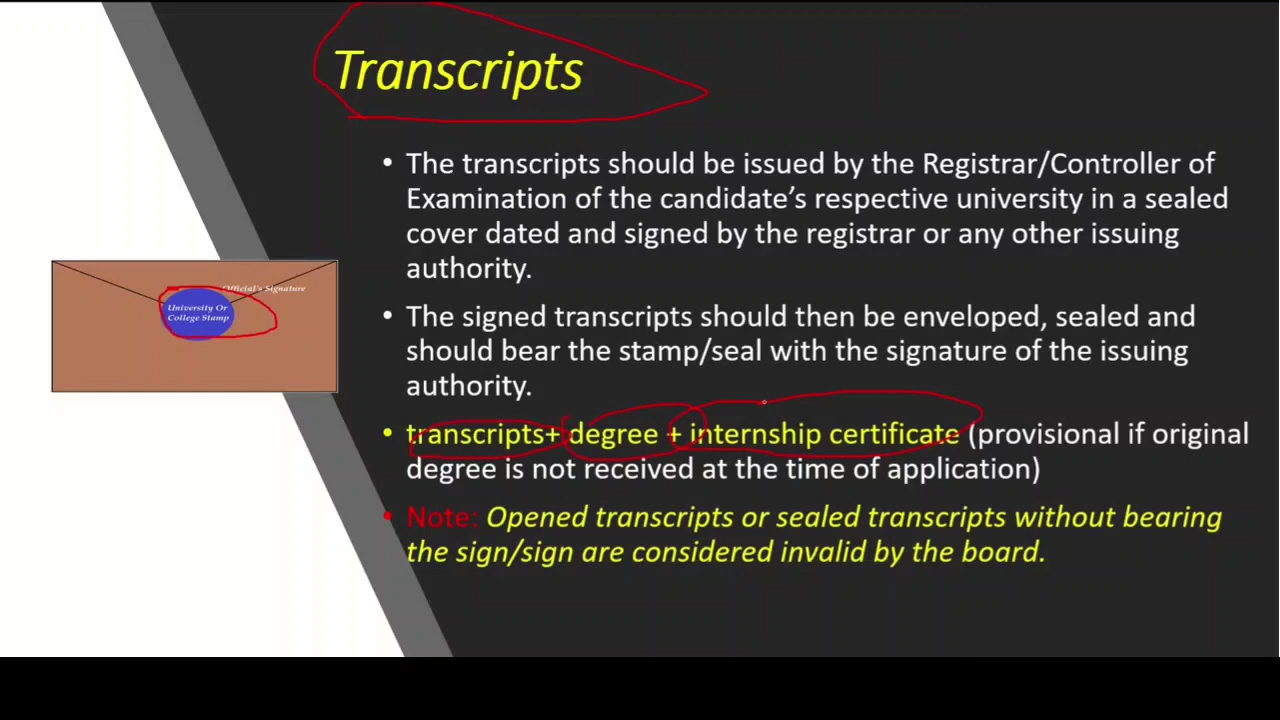 Transcripts
• The transcripts should be issued by the Registrar/Controller of
Examination of the candidate's respective university in a sealed
cover dated and signed by the registrar or any other issuing
authority.
Official's Signature
University Or
College Stamp
• The signed transcripts should then be enveloped, sealed and
should bear the stamp/seal with the signature of the issuing
authority.
• transcripts+ degree + internship certificate (provisional if original
degree is not received at the time of application)
• Note: Opened transcripts or sealed transcripts without bearing
the sign/sign are considered invalid by the board.